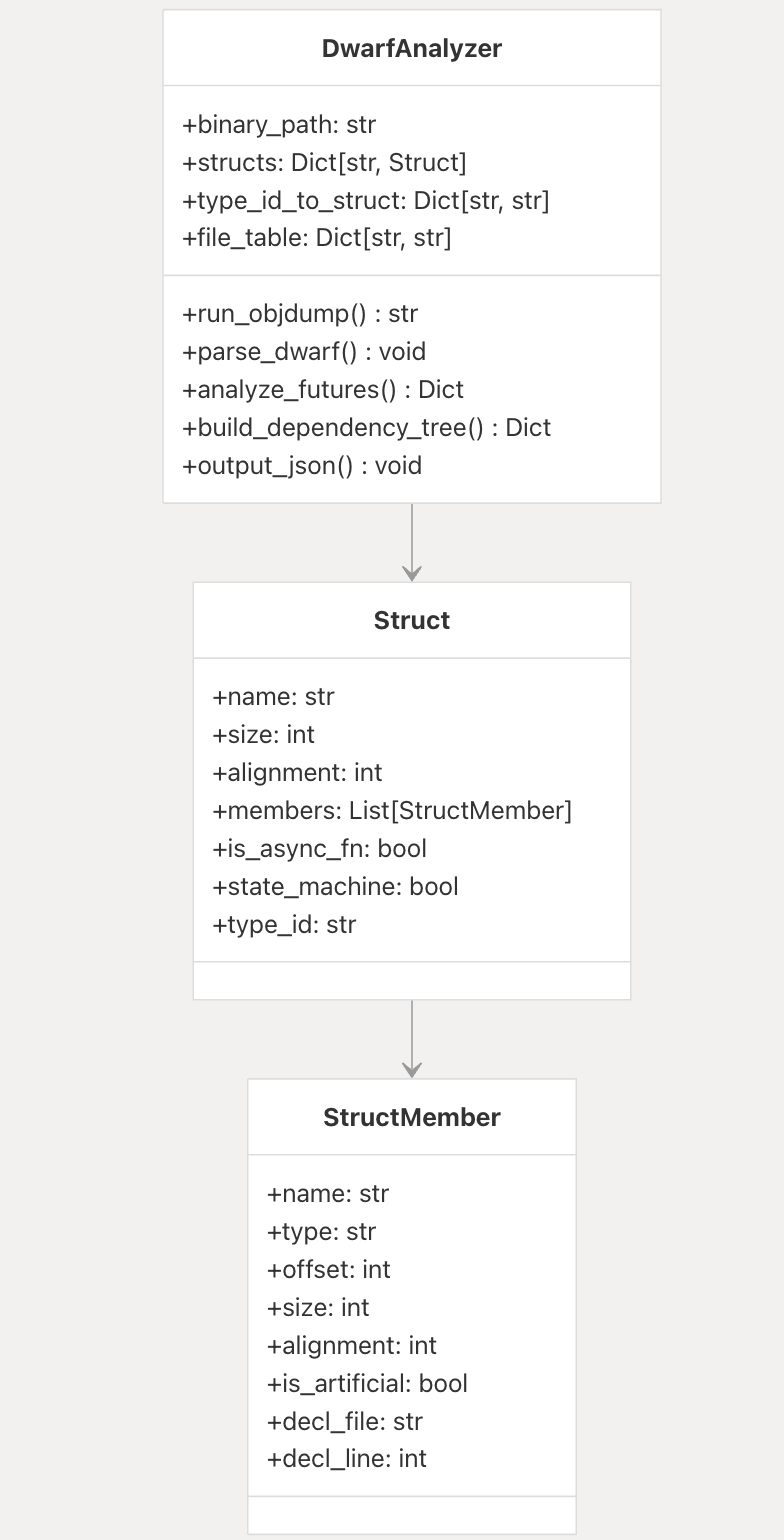 DwarfAnalyzer
+binary_path: str
+structs: Dict[str, Struct]
+type_id_to_struct: Dict[str, str]
+file_table: Dict[str, str]
+run_objdump() : str
+parse_dwarf() : void
+analyze_futures() : Dict
+build_dependency_tree() : Dict
+output_json() : void
Struct
+name: str
+size: int
+alignment: int
+members: List[StructMember]
+is_async_fn: bool
+state_machine: bool
+type_id: str
StructMember
+name: str
+type: str
+offset: int
+size: int
+alignment: int
+is_artificial: bool
+decl_file: str
+decl_line: int